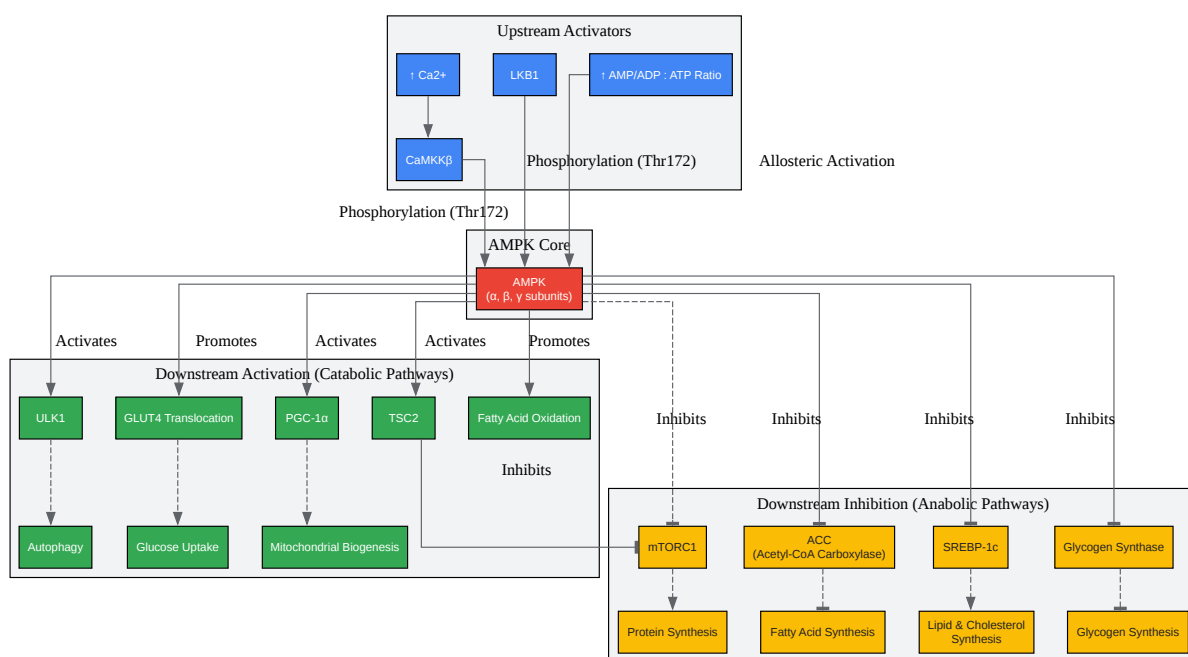 Upstream Activators
↑ Ca2+
LKB1
↑ AMP/ADP : ATP Ratio
CaMKKβ
Phosphorylation (Thr172)
Allosteric Activation
Phosphorylation (Thr172)
AMPK Core
AMPK
(α, β, γ subunits)
Activates
Promotes
Activates
Activates
Promotes
Downstream Activation (Catabolic Pathways)
ULK1
GLUT4 Translocation
PGC-1α
TSC2
Fatty Acid Oxidation
Inhibits
Inhibits
Inhibits
Inhibits
Inhibits
Downstream Inhibition (Anabolic Pathways)
Autophagy
Glucose Uptake
Mitochondrial Biogenesis
mTORC1
ACC
(Acetyl-CoA Carboxylase)
SREBP-1c
Glycogen Synthase
Protein Synthesis
Fatty Acid Synthesis
Lipid & Cholesterol
Synthesis
Glycogen Synthesis